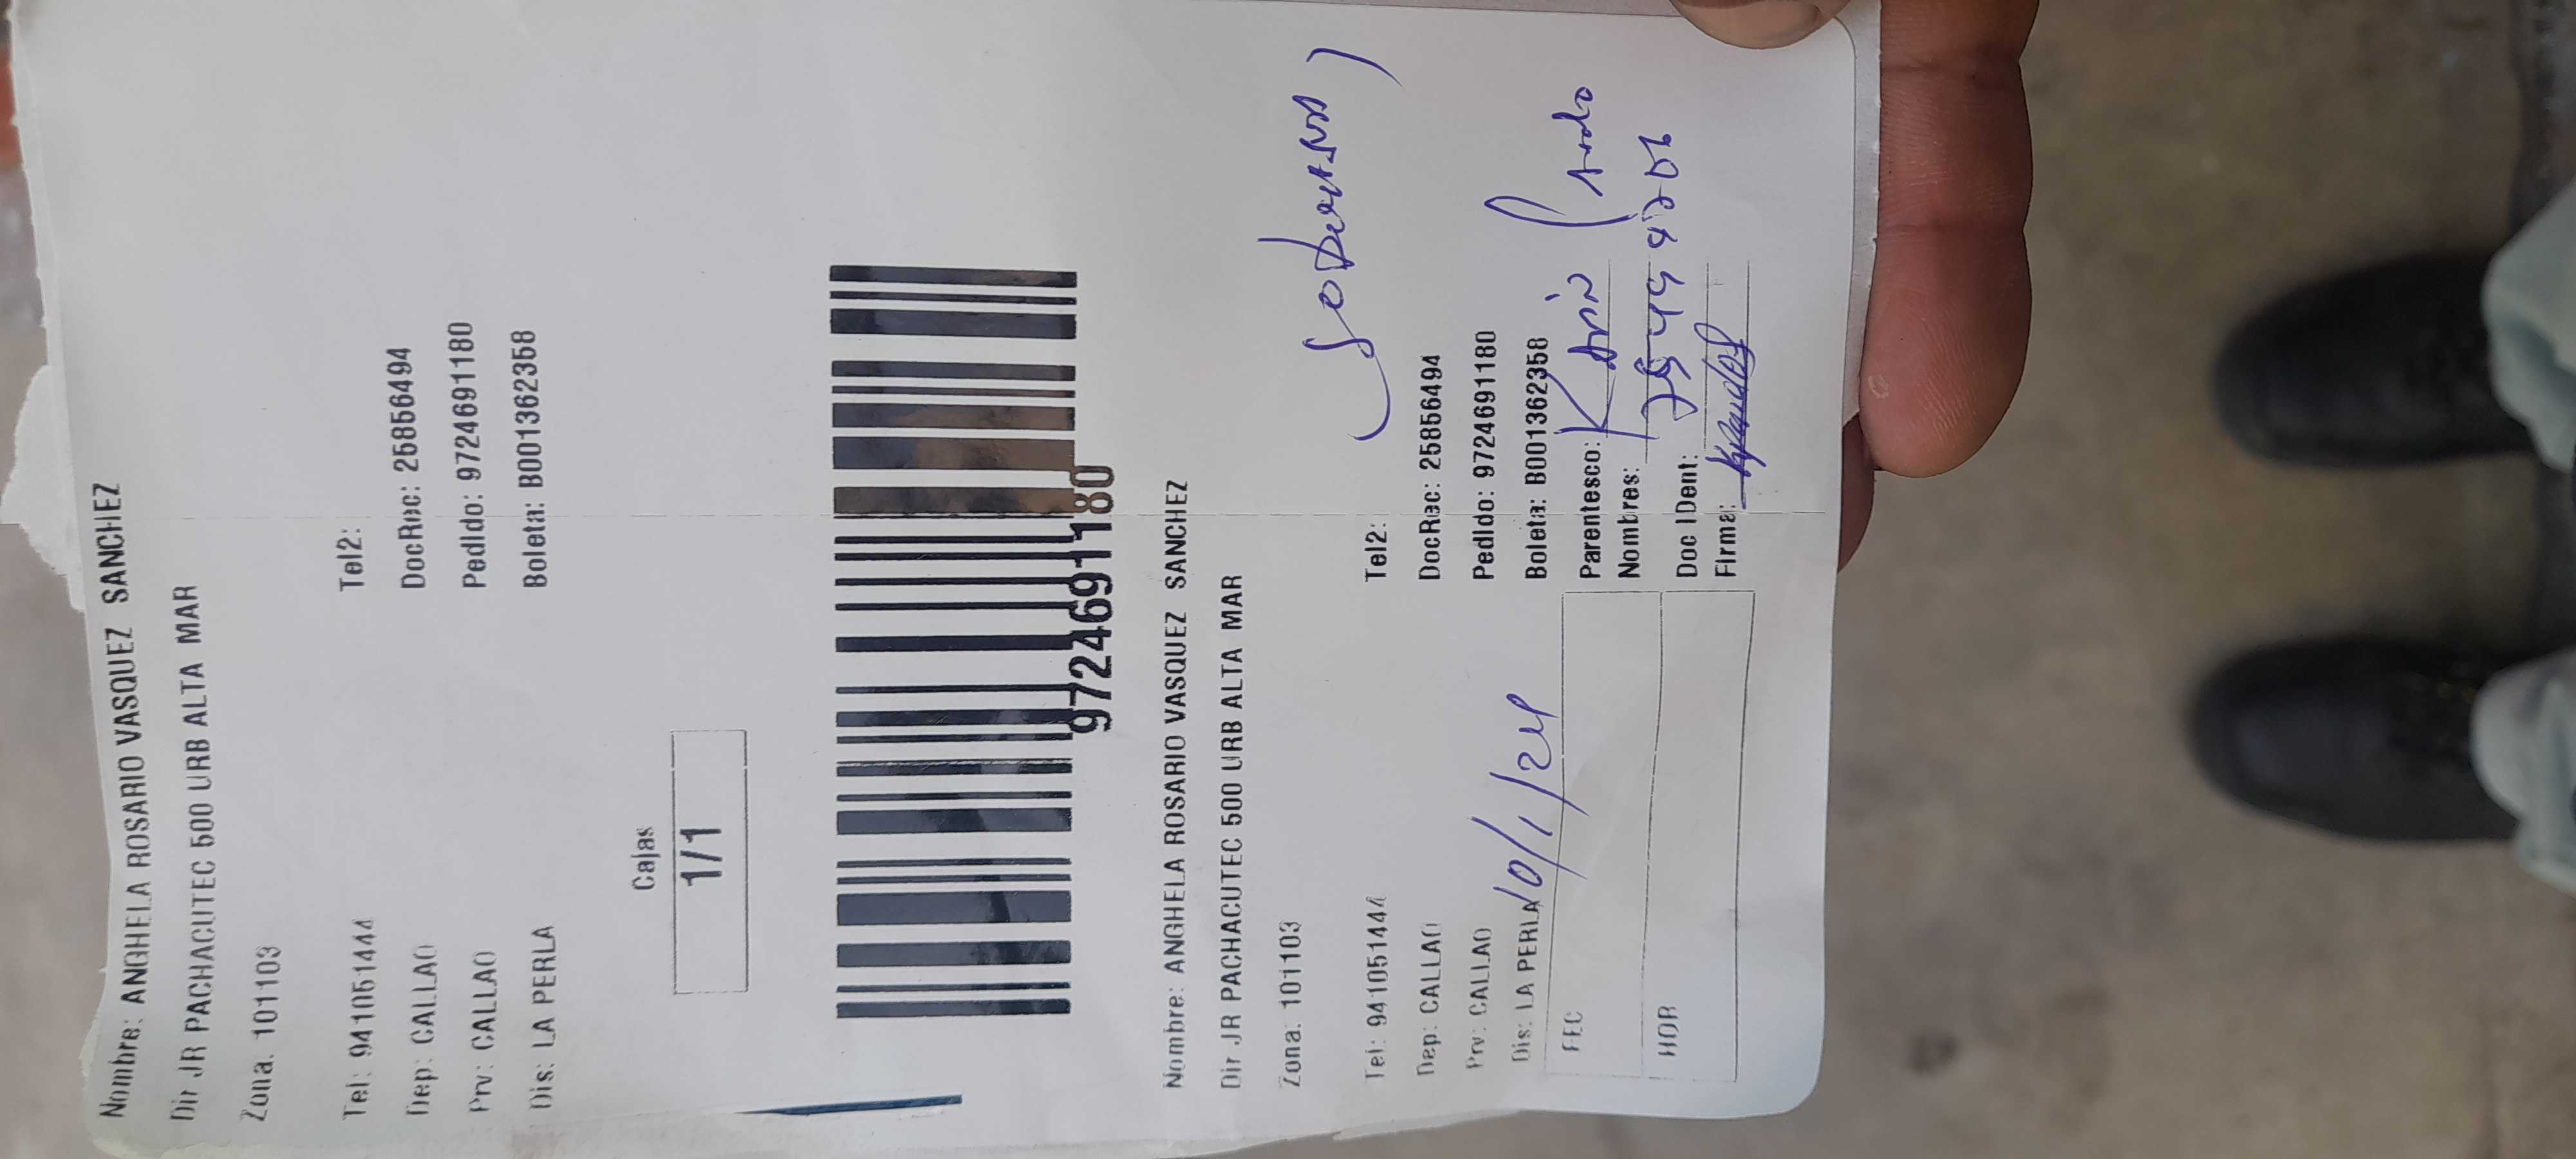 Nombre: ANGHELA ROSARIO VASQUEZ SANCHEZ
Dir JR PACHACUTEC 500 URB ALTA MAR
Zona. 101103
Tel: 941051444 Tel2:
Dep: CALLAO DocRec: 25856494
Prv: CALLAO Pedido: 9724691180
Dis: LA PERLA Boleta: B001362358
Cajas
1/1
9724691180
Nombre: ANGHELA ROSARIO VASQUEZ SANCHEZ
Dir JR PACHACUTEC 500 URB ALTA MAR
Zona. 101103
Tel: 941051444 Tel2:
Dep: CALLAO DocRec: 25856494
Prv: CALLAO Pedido: 9724691180
Dis: LA PERLA Boleta: B001362358
10/1/24
FEC Parentesco:
Nombres:
HOR Doc IDent:
Firma: